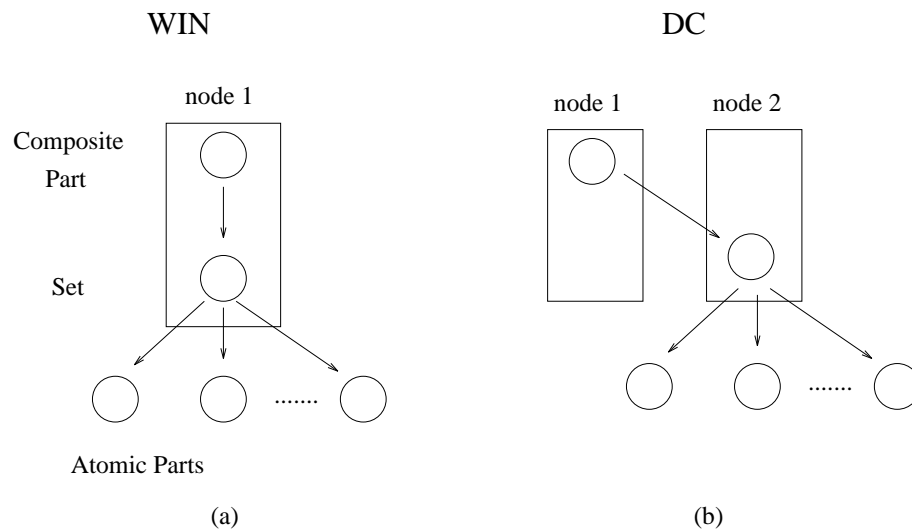 WIN
DC
node 1
node 1
node 2
Composite
Part
Set
.......
.......
Atomic Parts
(a)
(b)